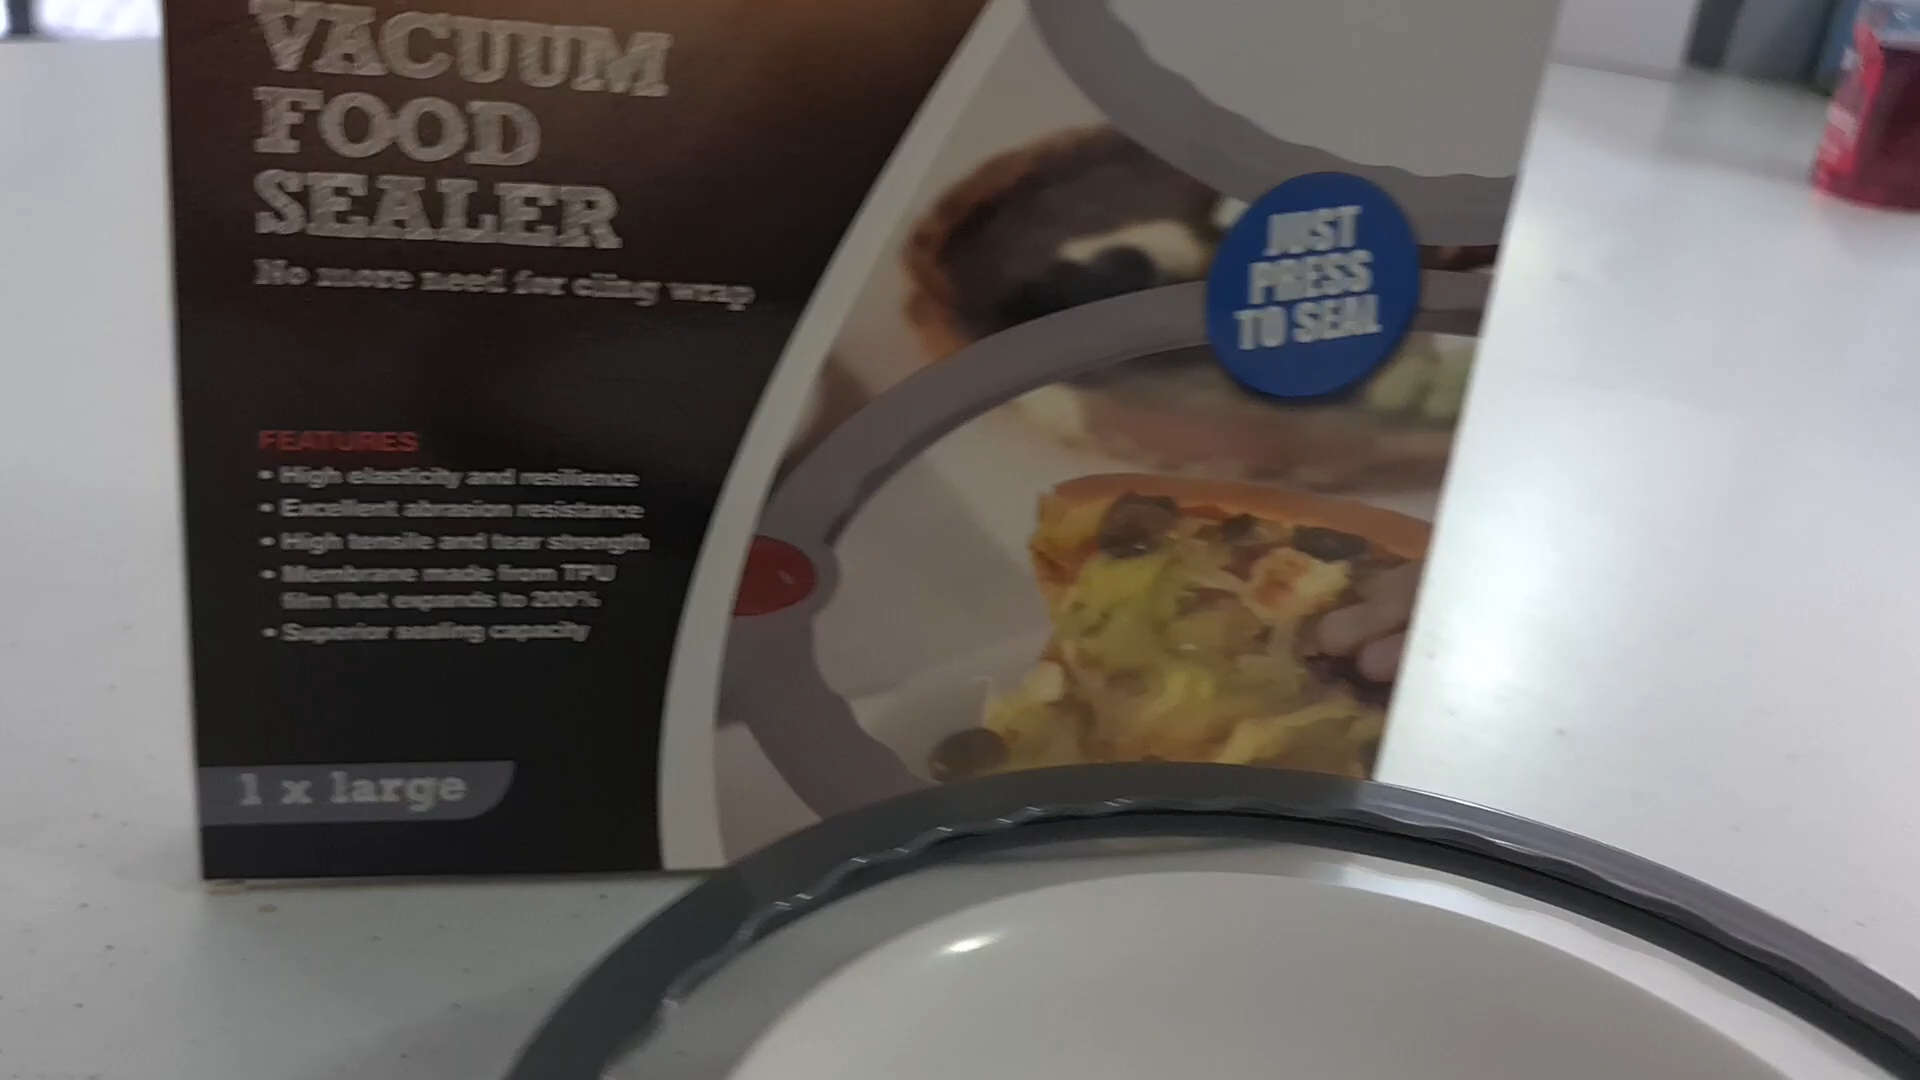 VACUUM
FOOD
SEALER
No more need for cling wrap
JUST
PRESS
TO SEAL
FEATURES
• High elasticity and resilience
• Excellent abrasion resistance
• High tensile and tear strength
• Membrane made from TPU
film that expands to 200%
• Superior sealing capacity
1 x large